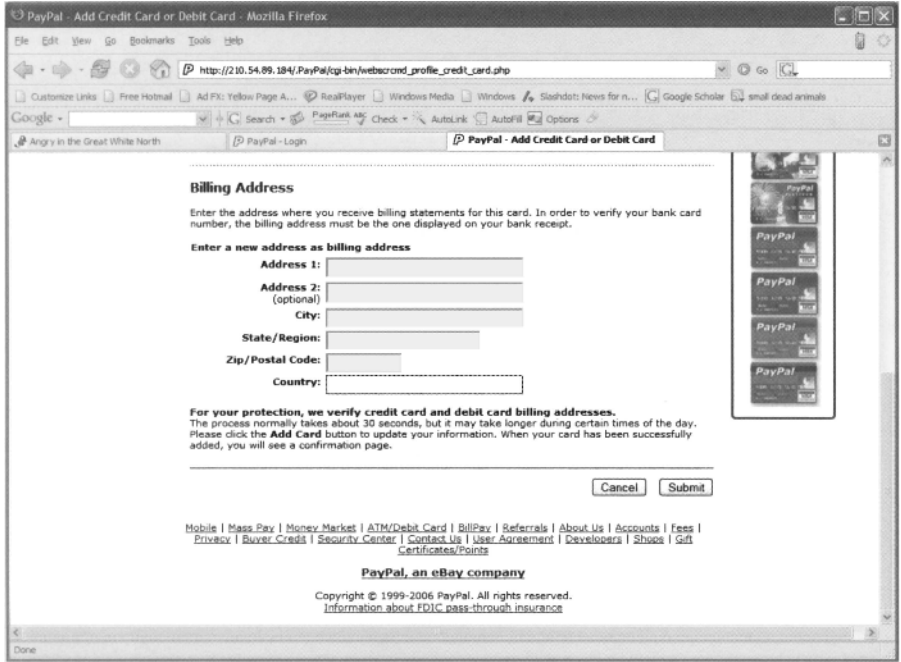 PayPal - Add Credit Card or Debit Card - Mozilla Firefox
File Edit View Go Bookmarks Tools Help
http://210.54.89.184/.PayPal/cgi-bin/webscrcmd_profile_credit_card.php
Go
Customize Links Free Hotmail Ad FX: Yellow Page A... RealPlayer Windows Media Windows Slashdot: News for n... Google Scholar small dead animals
Google Search PageRank ABC Check AutoLink AutoFill Options
Angry in the Great White North PayPal - Login PayPal - Add Credit Card or Debit Card
Billing Address
Enter the address where you receive billing statements for this card. In order to verify your bank card
number, the billing address must be the one displayed on your bank receipt.
Enter a new address as billing address
Address 1:
Address 2:
(optional)
City:
State/Region:
Zip/Postal Code:
Country:
For your protection, we verify credit card and debit card billing addresses.
The process normally takes about 30 seconds, but it may take longer during certain times of the day.
Please click the Add Card button to update your information. When your card has been successfully
added, you will see a confirmation page.
Cancel Submit
PayPal
PayPal
PayPal
PayPal
PayPal
Mobile | Mass Pay | Money Market | ATM/Debit Card | BillPay | Referrals | About Us | Accounts | Fees |
Privacy | Buyer Credit | Security Center | Contact Us | User Agreement | Developers | Shops | Gift
Certificates/Points
PayPal, an eBay company
Copyright © 1999-2006 PayPal. All rights reserved.
Information about FDIC pass-through insurance
Done